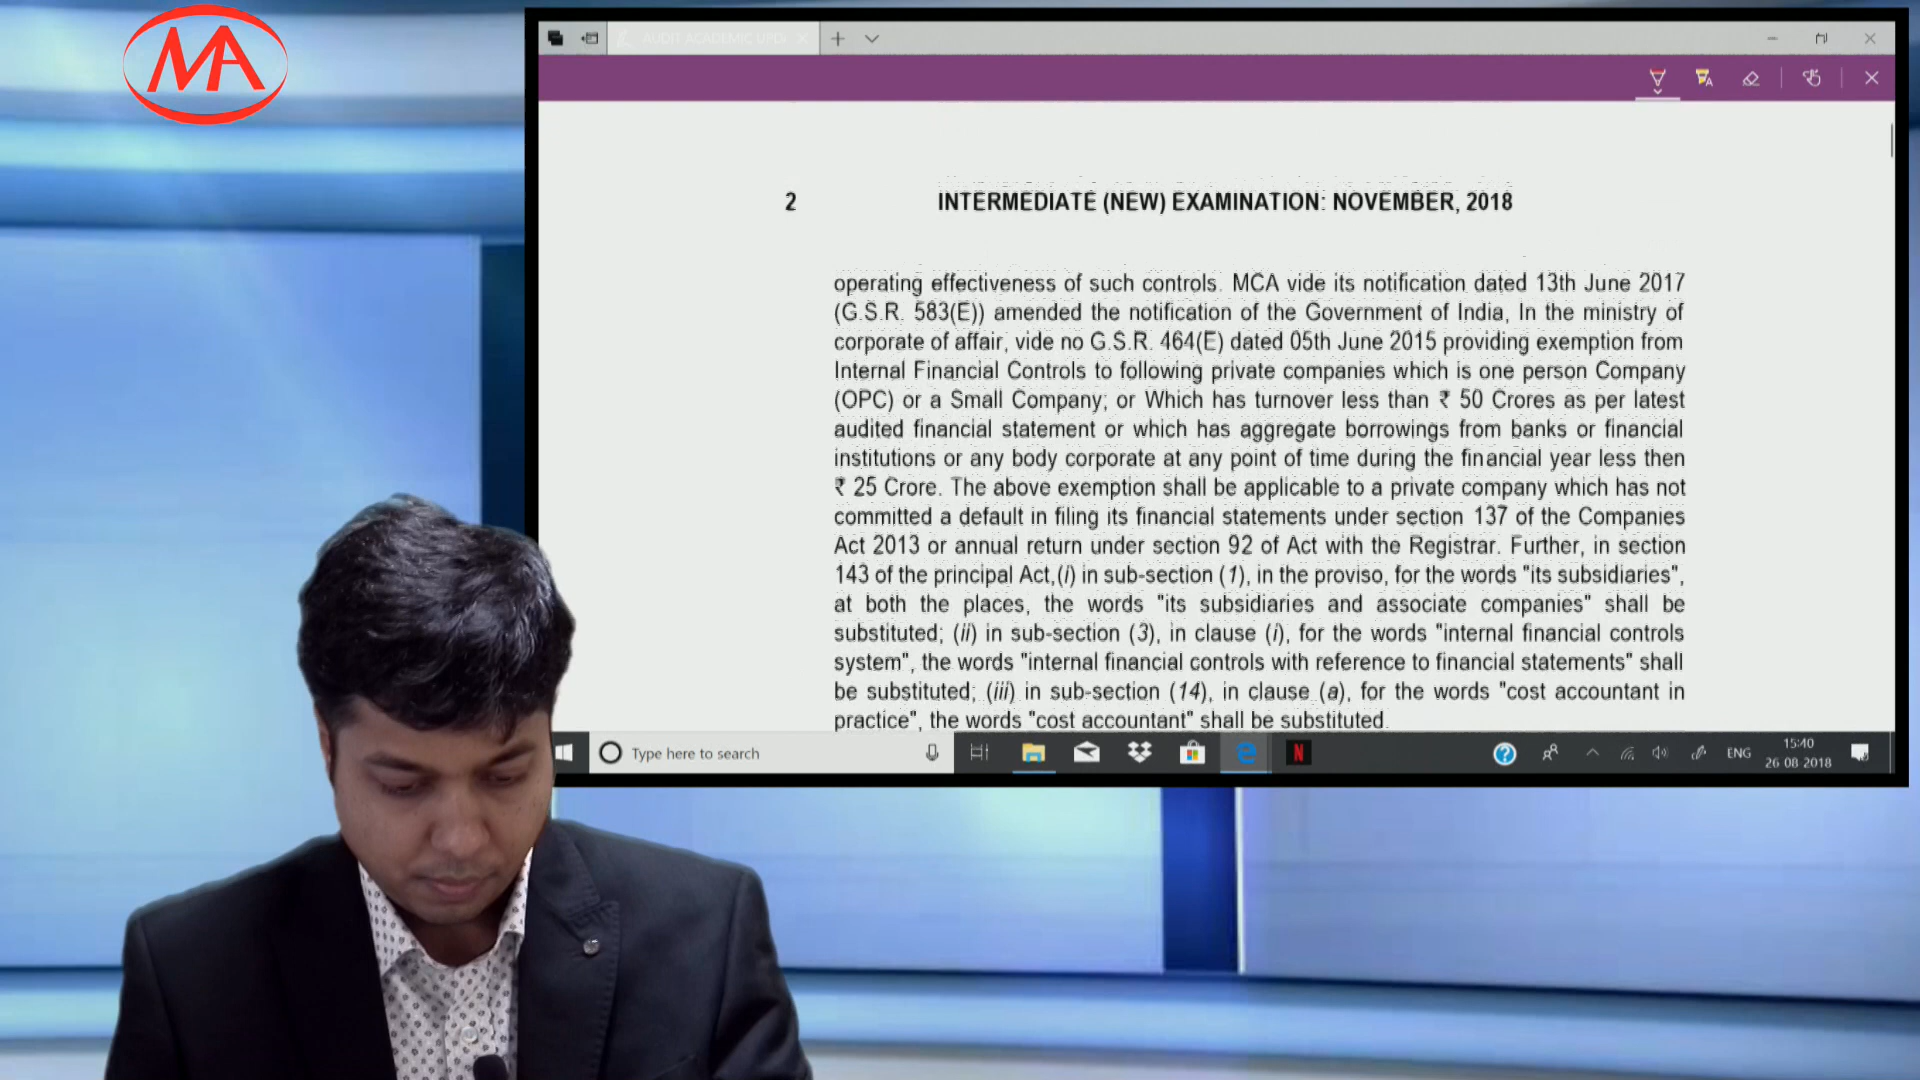 MA
AUDIT ACADEMIC UPD
2 INTERMEDIATE (NEW) EXAMINATION: NOVEMBER, 2018
operating effectiveness of such controls. MCA vide its notification dated 13th June 2017
(G.S.R. 583(E)) amended the notification of the Government of India, In the ministry of
corporate of affair, vide no G.S.R. 464(E) dated 05th June 2015 providing exemption from
Internal Financial Controls to following private companies which is one person Company
(OPC) or a Small Company; or Which has turnover less than ₹ 50 Crores as per latest
audited financial statement or which has aggregate borrowings from banks or financial
institutions or any body corporate at any point of time during the financial year less then
₹ 25 Crore. The above exemption shall be applicable to a private company which has not
committed a default in filing its financial statements under section 137 of the Companies
Act 2013 or annual return under section 92 of Act with the Registrar. Further, in section
143 of the principal Act,(i) in sub-section (1), in the proviso, for the words "its subsidiaries",
at both the places, the words "its subsidiaries and associate companies" shall be
substituted; (ii) in sub-section (3), in clause (i), for the words "internal financial controls
system", the words "internal financial controls with reference to financial statements" shall
be substituted; (iii) in sub-section (14), in clause (a), for the words "cost accountant in
practice", the words "cost accountant" shall be substituted.
Type here to search
N
ENG
15:40
26 08 2018